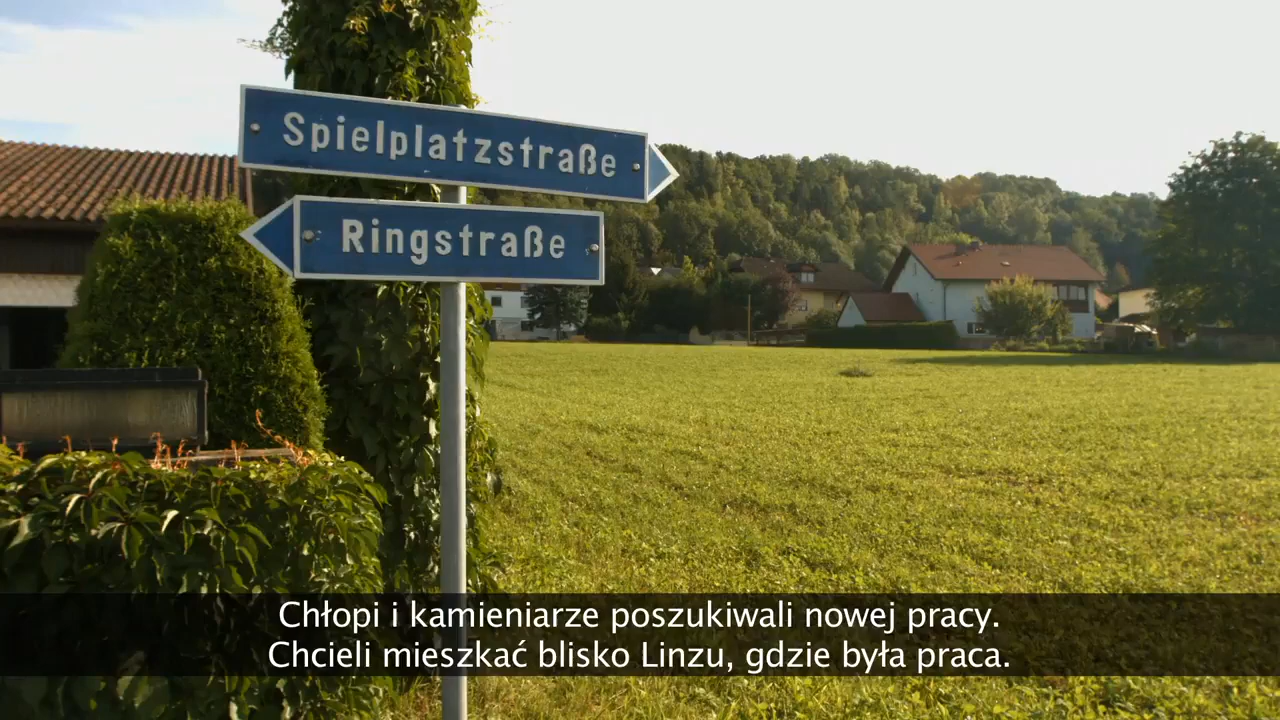 Spielplatzstraße
Ringstraße
Chłopi i kamieniarze poszukiwali nowej pracy.
Chcieli mieszkać blisko Linzu, gdzie była praca.